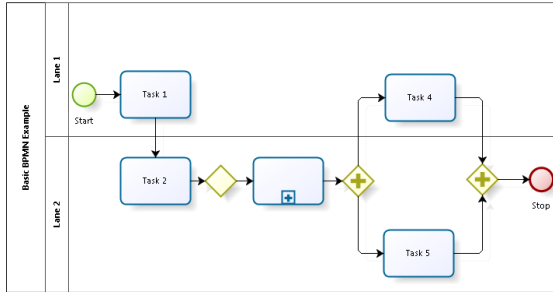 Basic BPMN Example
Lane 1
Start
Task 1
Task 4
Lane 2
Task 2
Task 5
Stop